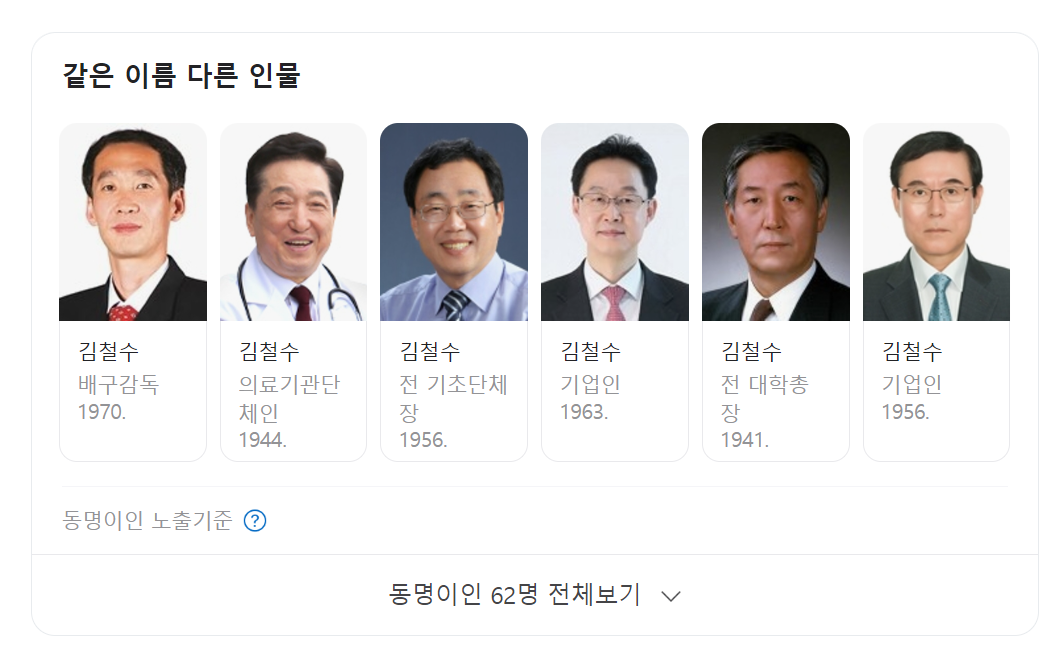 같은 이름 다른 인물
김철수
배구감독
1970.
김철수
의료기관단
체인
1944.
김철수
전 기초단체
장
1956.
김철수
기업인
1963.
김철수
전 대학총
장
1941.
김철수
기업인
1956.
동명이인 노출기준 ?
동명이인 62명 전체보기